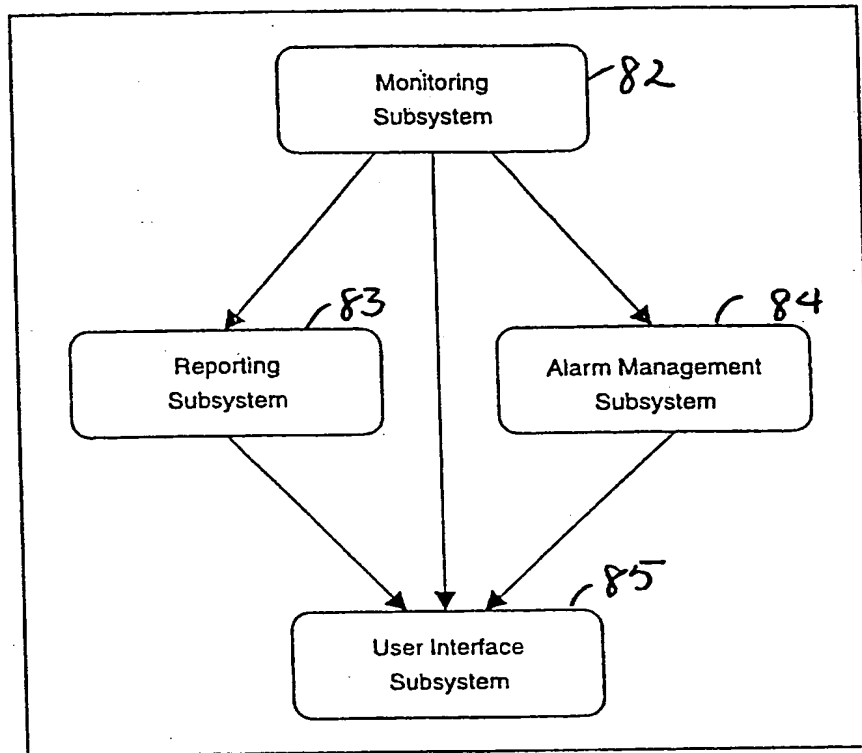 Monitoring
Subsystem
82
83
84
Reporting
Subsystem
Alarm Management
Subsystem
85
User Interface
Subsystem